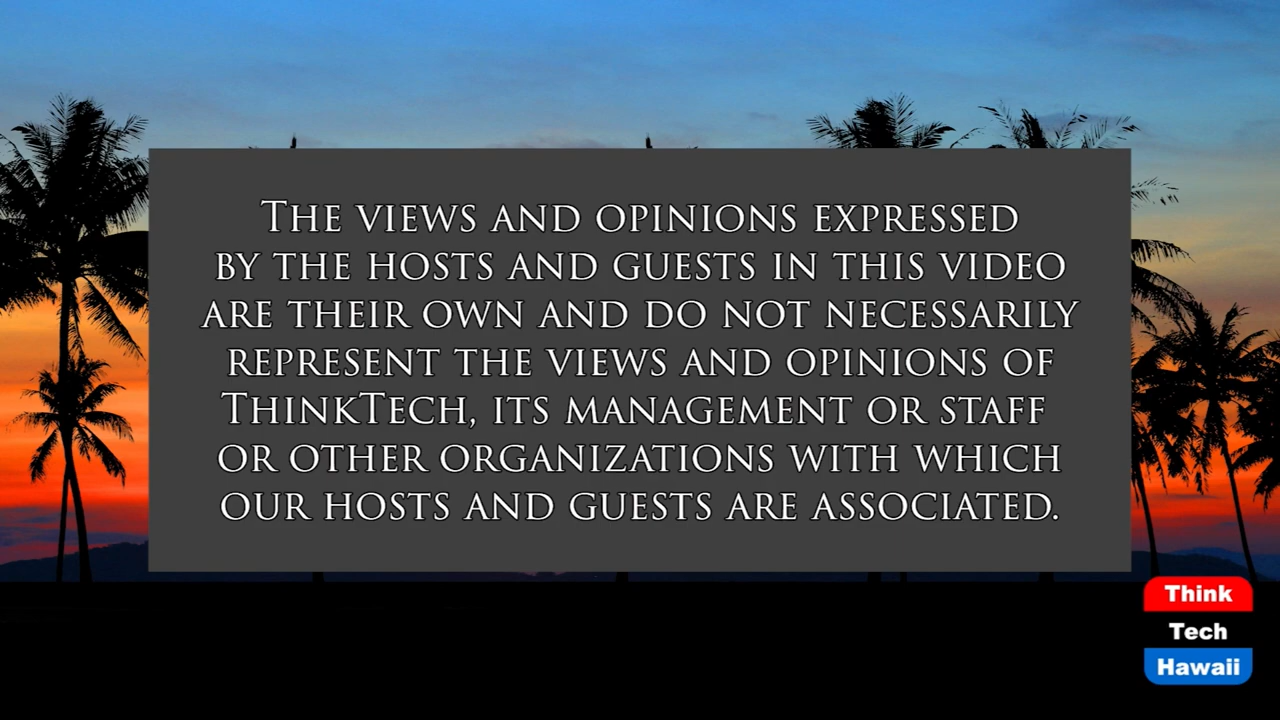 The views and opinions expressed
by the hosts and guests in this video
are their own and do not necessarily
represent the views and opinions of
ThinkTech, its management or staff
or other organizations with which
our hosts and guests are associated.
Think
Tech
Hawaii